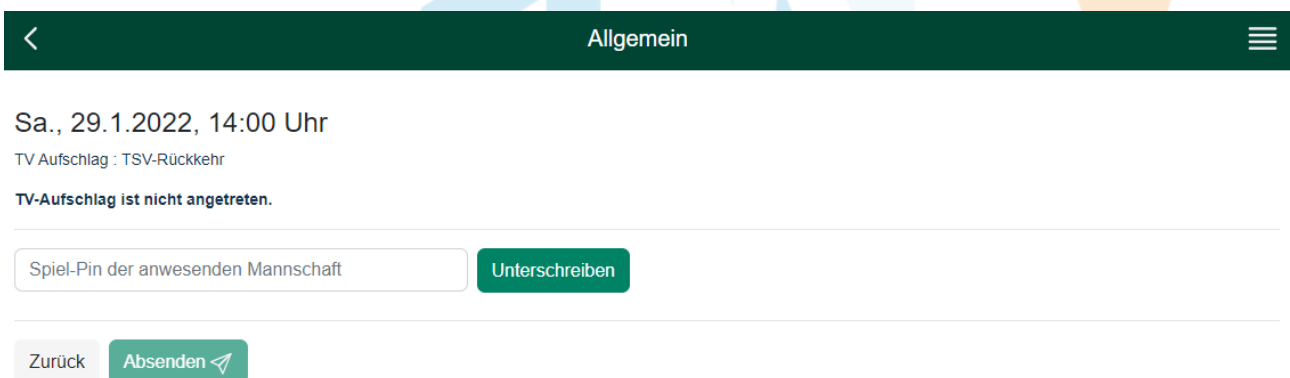 Allgemein
Sa., 29.1.2022, 14:00 Uhr
TV Aufschlag : TSV-Rückkehr
TV-Aufschlag ist nicht angetreten.
Spiel-Pin der anwesenden Mannschaft
Unterschreiben
Zurück
Absenden